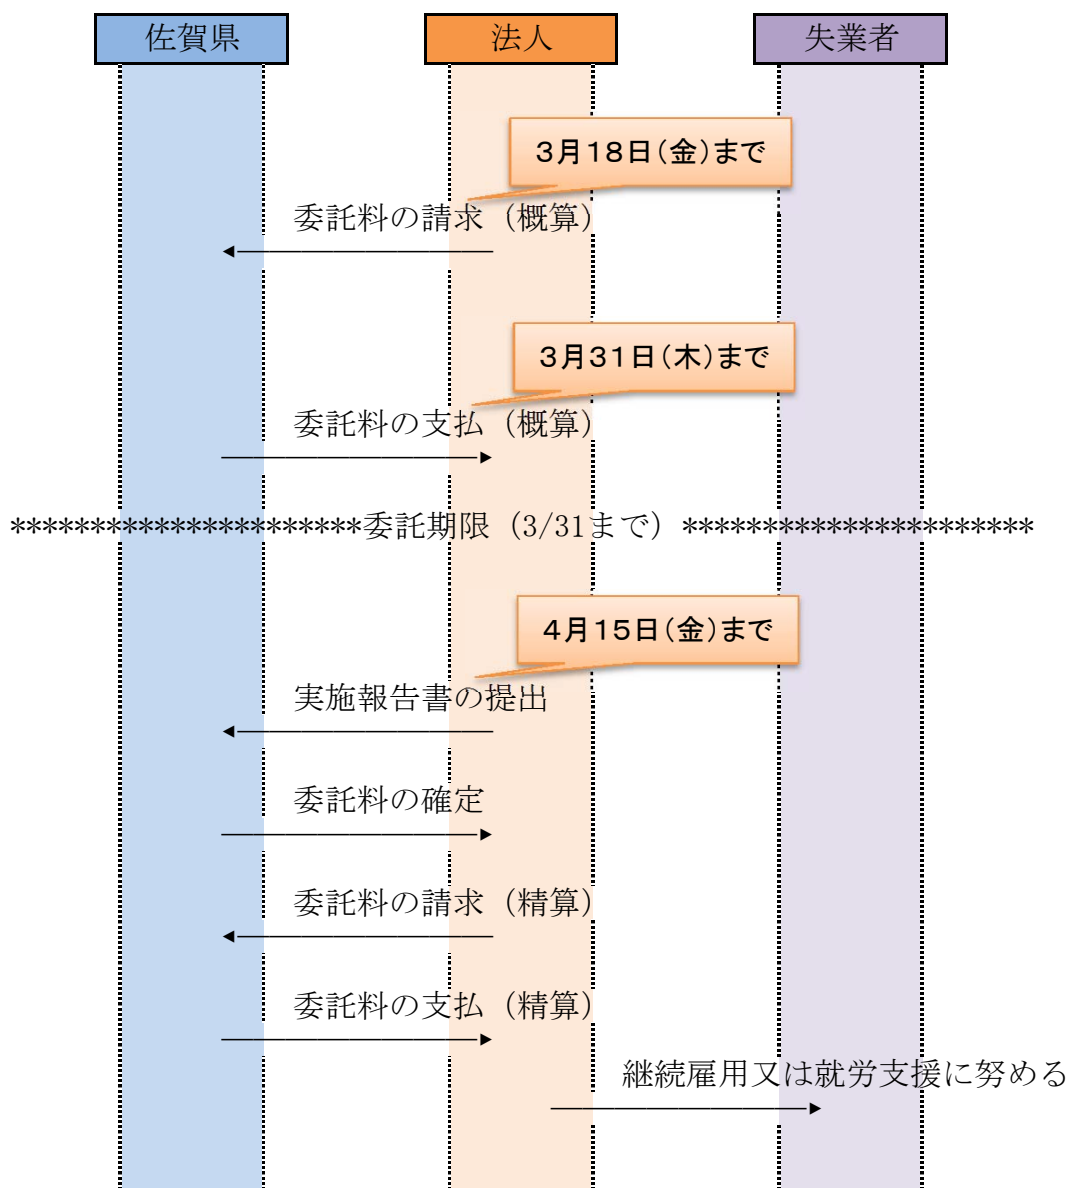 佐賀県
法人
失業者
3月18日(金)まで
委託料の請求（概算）
3月31日(木)まで
委託料の支払（概算）
**********************委託期限（3/31まで）**********************
4月15日(金)まで
実施報告書の提出
委託料の確定
委託料の請求（精算）
委託料の支払（精算）
継続雇用又は就労支援に努める